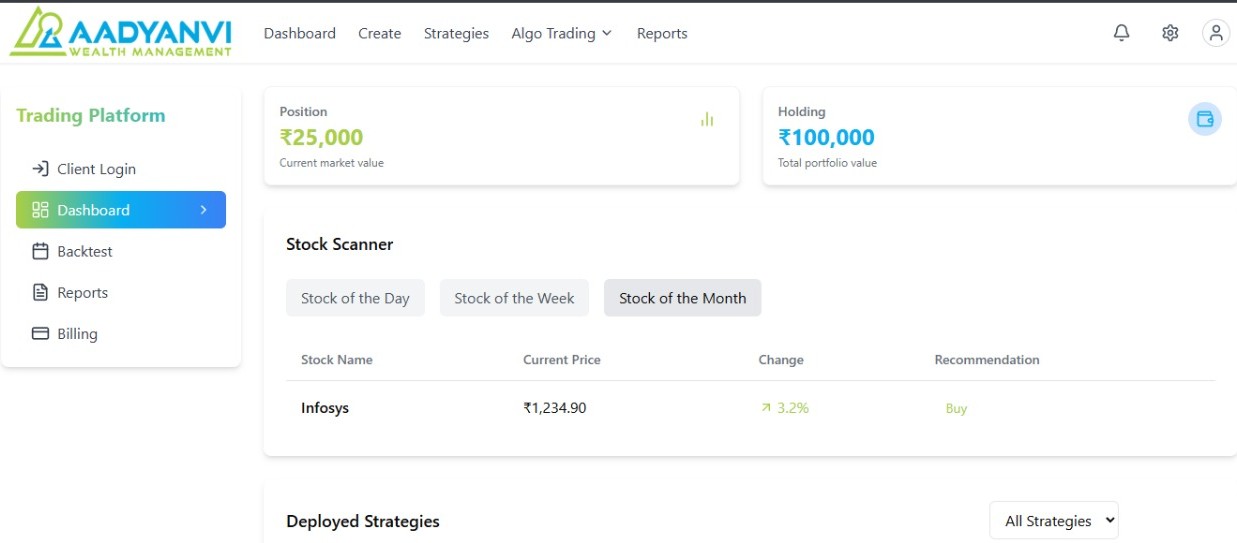 AADYANVI
WEALTH MANAGEMENT
Dashboard Create Strategies Algo Trading Reports
Trading Platform
Client Login
Dashboard
Backtest
Reports
Billing
Position
₹25,000
Current market value
Holding
₹100,000
Total portfolio value
Stock Scanner
Stock of the Day Stock of the Week Stock of the Month
Stock Name Current Price Change Recommendation
Infosys ₹1,234.90 3.2% Buy
Deployed Strategies All Strategies